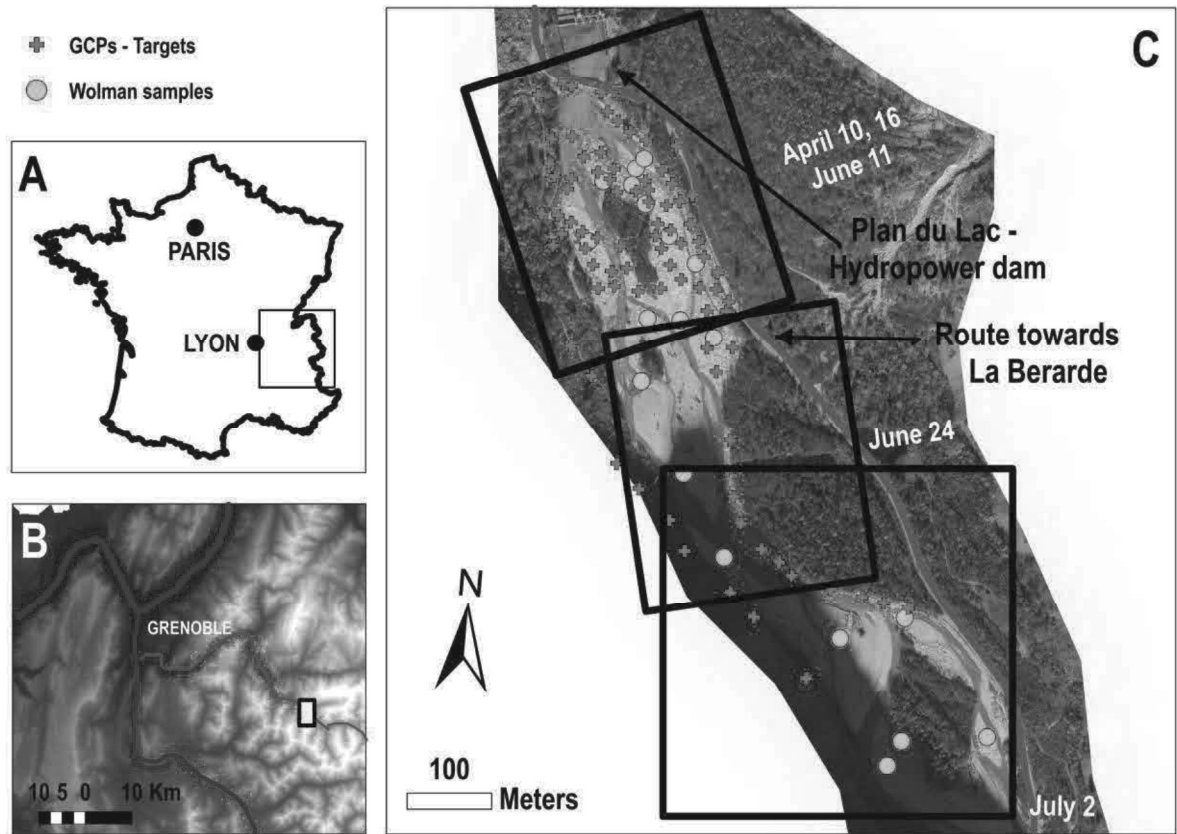 GCPs - Targets
Wolman samples
A
PARIS
LYON
B
GRENOBLE
10 5 0 10 Km
C
April 10, 16
June 11
Plan du Lac -
Hydropower dam
Route towards
La Berarde
June 24
N
100
Meters
July 2